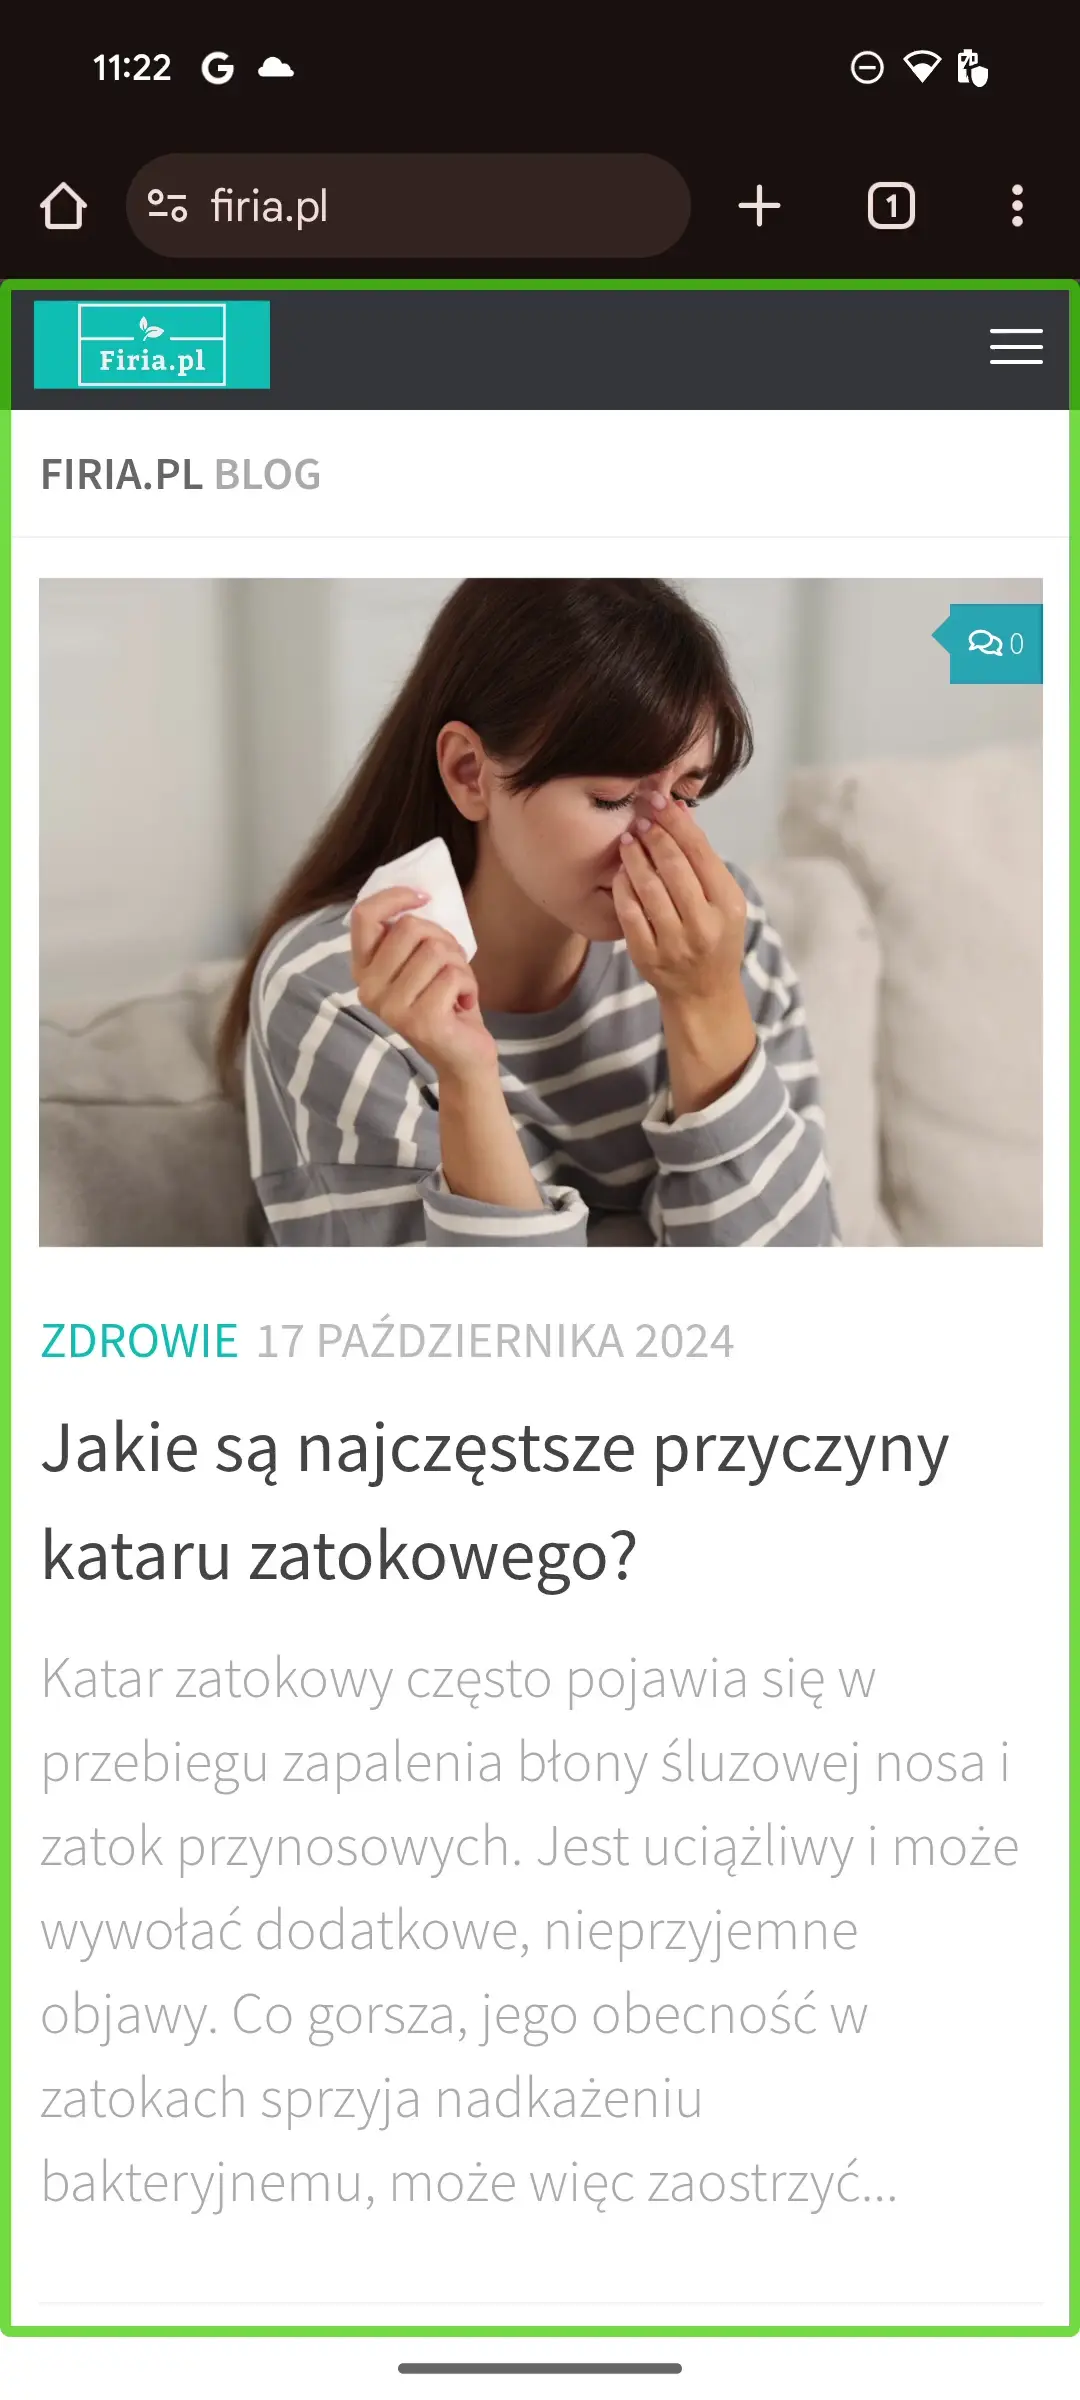 11:22
firia.pl
1
Firia.pl
FIRIA.PL BLOG
0
ZDROWIE 17 PAŹDZIERNIKA 2024
Jakie są najczęstsze przyczyny
kataru zatokowego?
Katar zatokowy często pojawia się w
przebiegu zapalenia błony śluzowej nosa i
zatok przynosowych. Jest uciążliwy i może
wywołać dodatkowe, nieprzyjemne
objawy. Co gorsza, jego obecność w
zatokach sprzyja nadkażeniu
bakteryjnemu, może więc zaostrzyć...